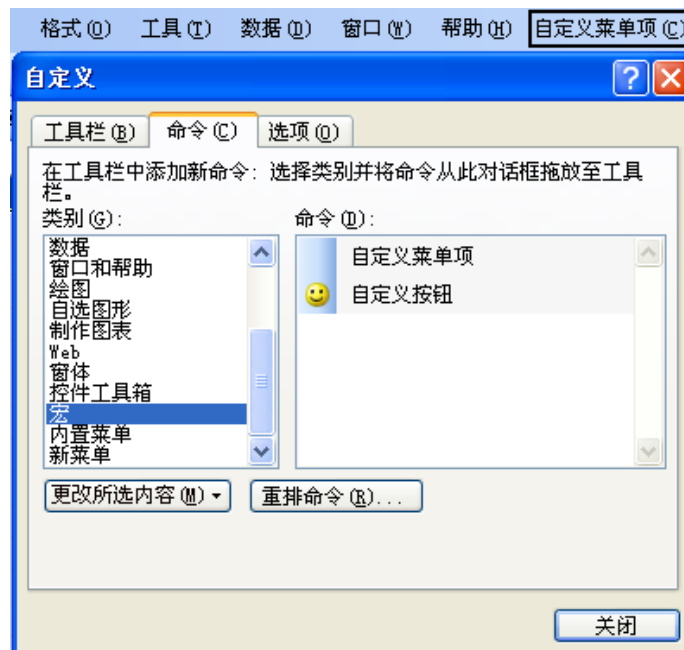 格式(O) 工具(T) 数据(D) 窗口(W) 帮助(H) 自定义菜单项(C)
自定义
工具栏(B) 命令(C) 选项(O)
在工具栏中添加新命令: 选择类别并将命令从此对话框拖放至工具
栏。
类别(G): 命令(D):
数据
窗口和帮助
绘图
自选图形
制作图表
Web
窗体
控件工具箱
宏
内置菜单
新菜单
自定义菜单项
自定义按钮
更改所选内容(M) 重排命令(R)...
关闭